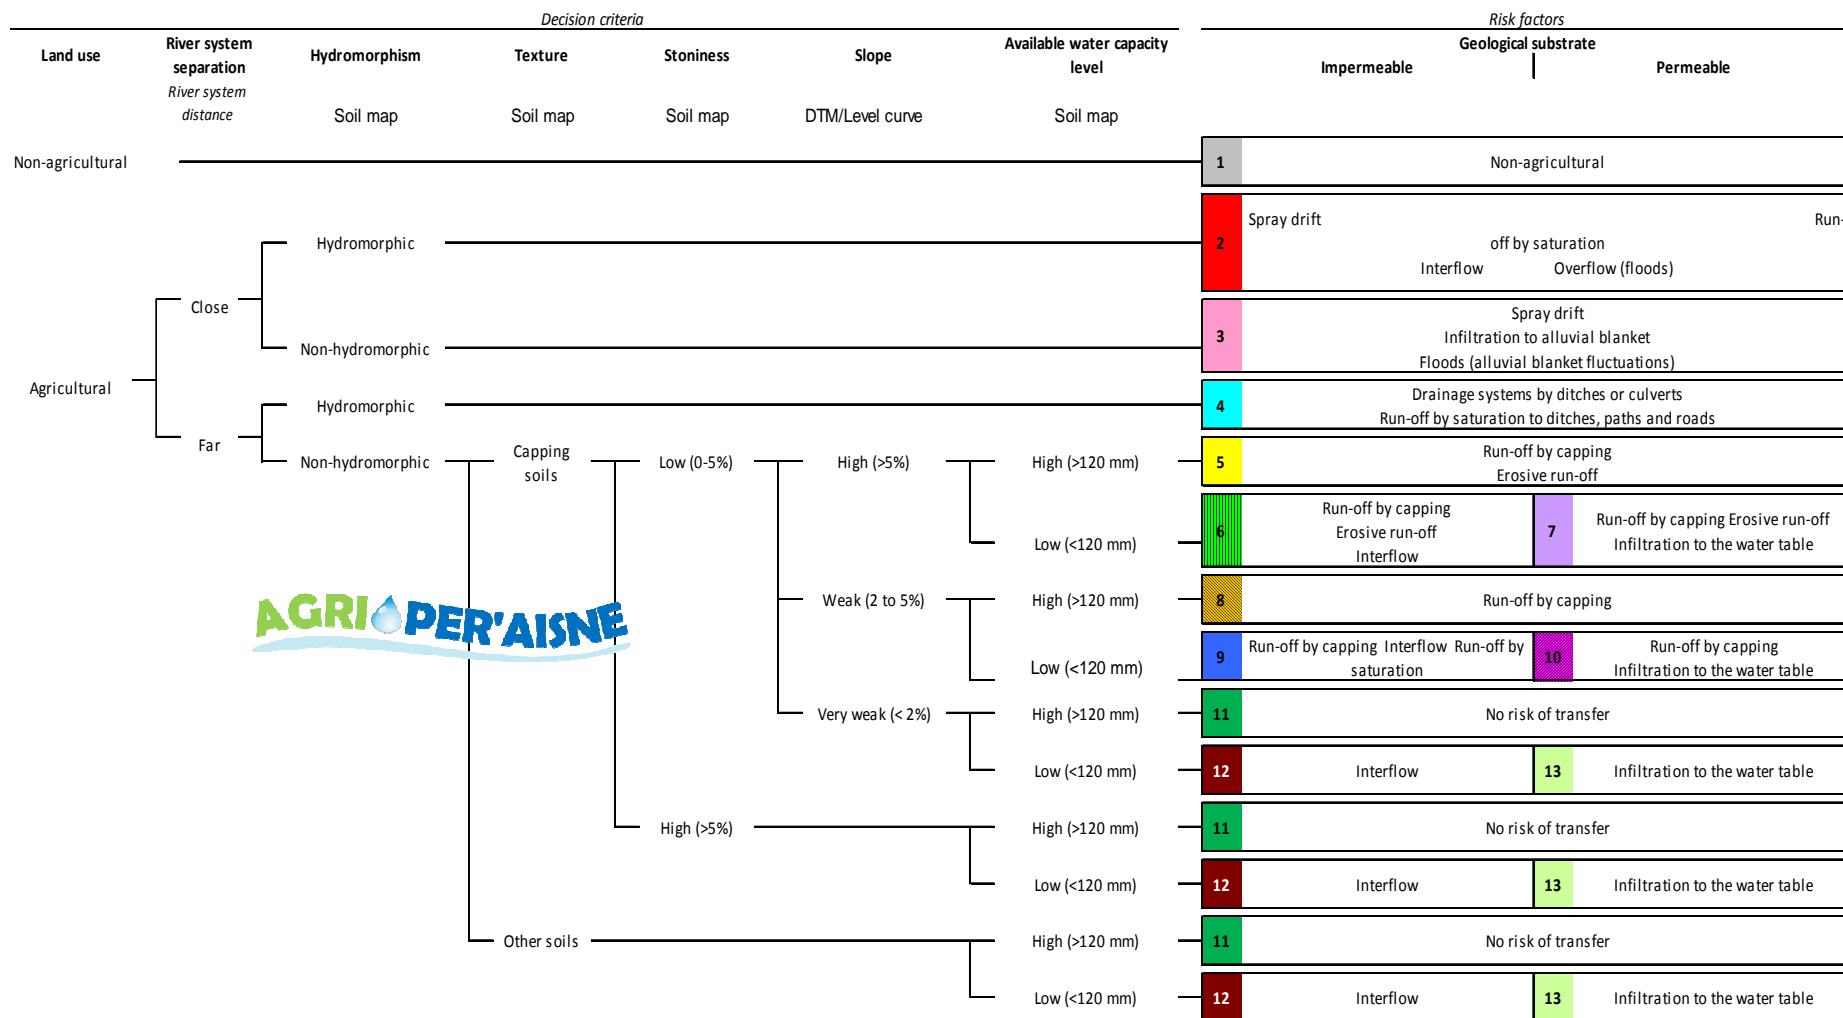 Decision criteria
Risk factors
Land use
River system separation
River system distance
Hydromorphism
Soil map
Texture
Soil map
Stoniness
Soil map
Slope
DTM/Level curve
Available water capacity level
Soil map
Geological substrate
Impermeable
Permeable
Non-agricultural
1
Non-agricultural
Agricultural
Close
Hydromorphic
2
Spray drift
Run-
off by saturation
Interflow Overflow (floods)
Non-hydromorphic
3
Spray drift
Infiltration to alluvial blanket
Floods (alluvial blanket fluctuations)
Far
Hydromorphic
4
Drainage systems by ditches or culverts
Run-off by saturation to ditches, paths and roads
Non-hydromorphic
Capping
soils
Low (0-5%)
High (>5%)
High (>120 mm)
5
Run-off by capping
Erosive run-off
Low (<120 mm)
6
Run-off by capping
Erosive run-off
Interflow
7
Run-off by capping Erosive run-off
Infiltration to the water table
AGRI PER'AISNE
Weak (2 to 5%)
High (>120 mm)
8
Run-off by capping
Low (<120 mm)
9
Run-off by capping Interflow Run-off by
saturation
10
Run-off by capping
Infiltration to the water table
Very weak (< 2%)
High (>120 mm)
11
No risk of transfer
Low (<120 mm)
12
Interflow
13
Infiltration to the water table
High (>5%)
High (>120 mm)
11
No risk of transfer
Low (<120 mm)
12
Interflow
13
Infiltration to the water table
Other soils
High (>120 mm)
11
No risk of transfer
Low (<120 mm)
12
Interflow
13
Infiltration to the water table